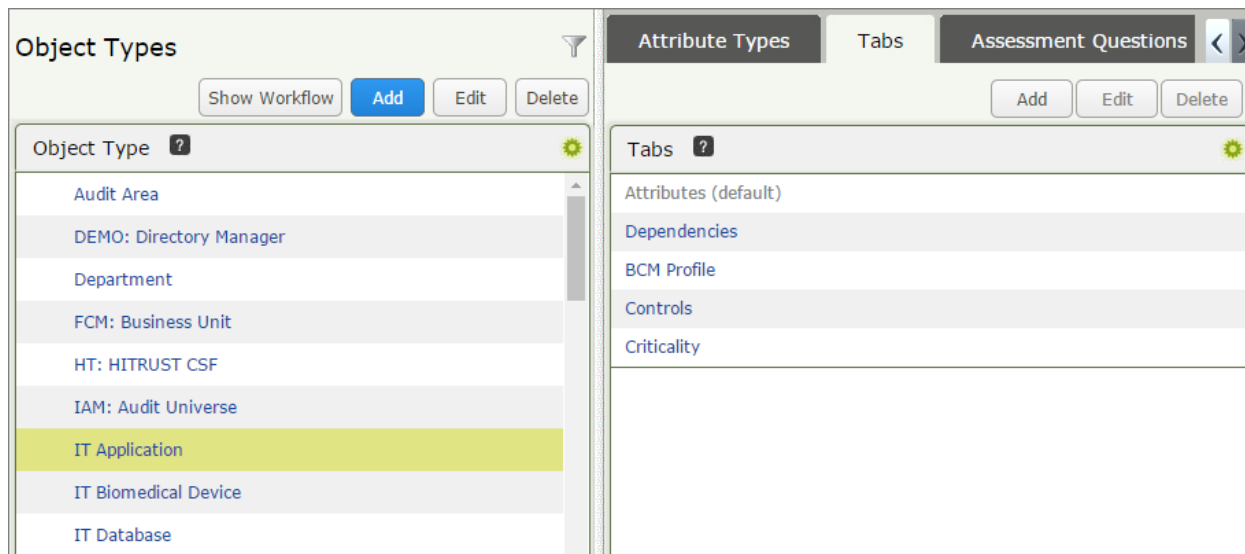 Object Types
Show Workflow Add Edit Delete
Object Type ?
Audit Area
DEMO: Directory Manager
Department
FCM: Business Unit
HT: HITRUST CSF
IAM: Audit Universe
IT Application
IT Biomedical Device
IT Database
Attribute Types Tabs Assessment Questions
Add Edit Delete
Tabs ?
Attributes (default)
Dependencies
BCM Profile
Controls
Criticality